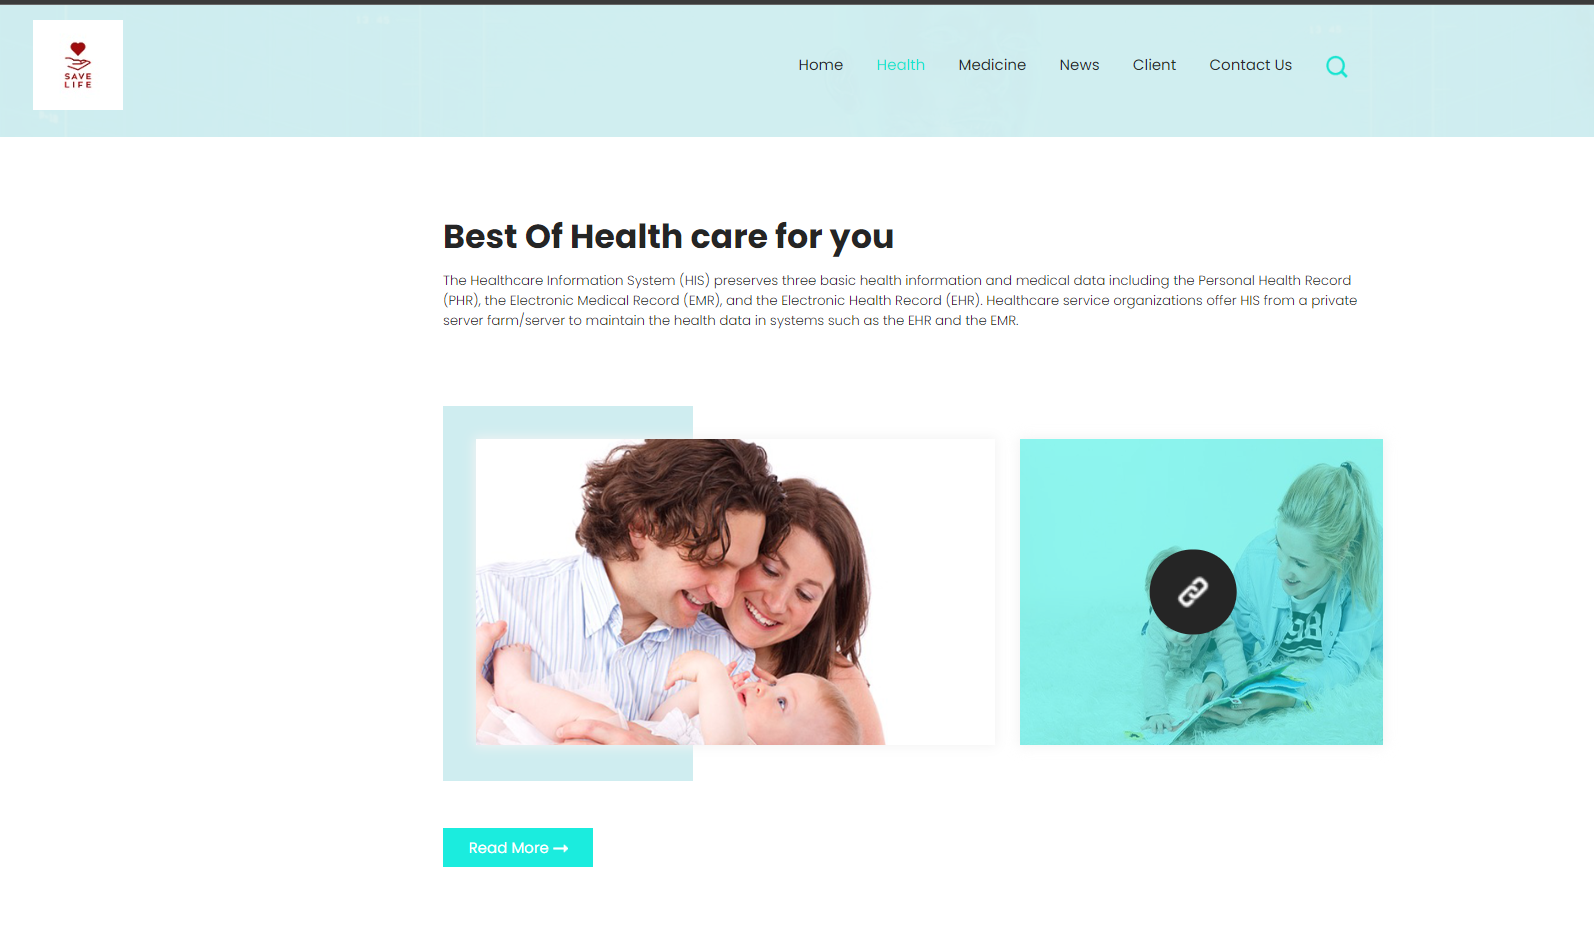 SAVE
LIFE
Home Health Medicine News Client Contact Us
Best Of Health care for you
The Healthcare Information System (HIS) preserves three basic health information and medical data including the Personal Health Record
(PHR), the Electronic Medical Record (EMR), and the Electronic Health Record (EHR). Healthcare service organizations offer HIS from a private
server farm/server to maintain the health data in systems such as the EHR and the EMR.
Read More →